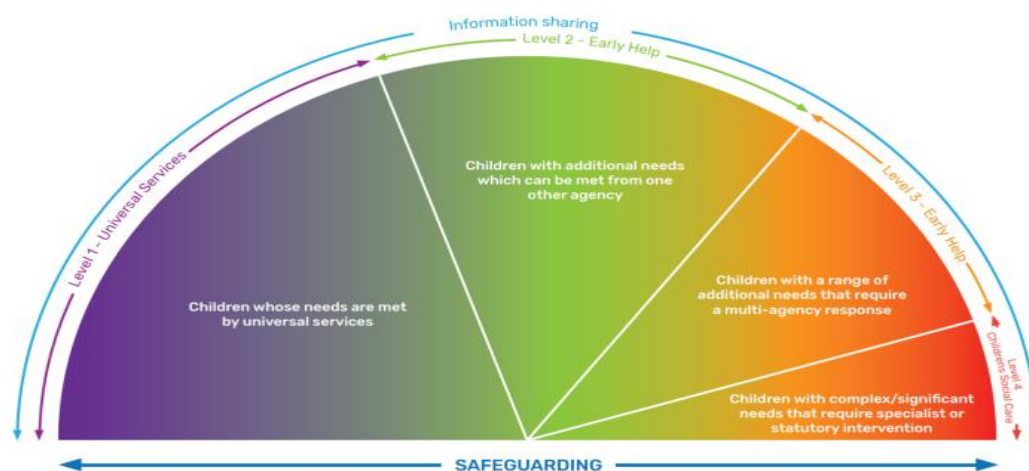 Information sharing
Level 2 - Early Help
Level 1 - Universal Services
Level 3 - Early Help
Children with additional needs
which can be met from one
other agency
Children whose needs are met
by universal services
Children with a range of
additional needs that require
a multi-agency response
Level 4
Childrens Social Care
Children with complex/significant
needs that require specialist or
statutory intervention
SAFEGUARDING